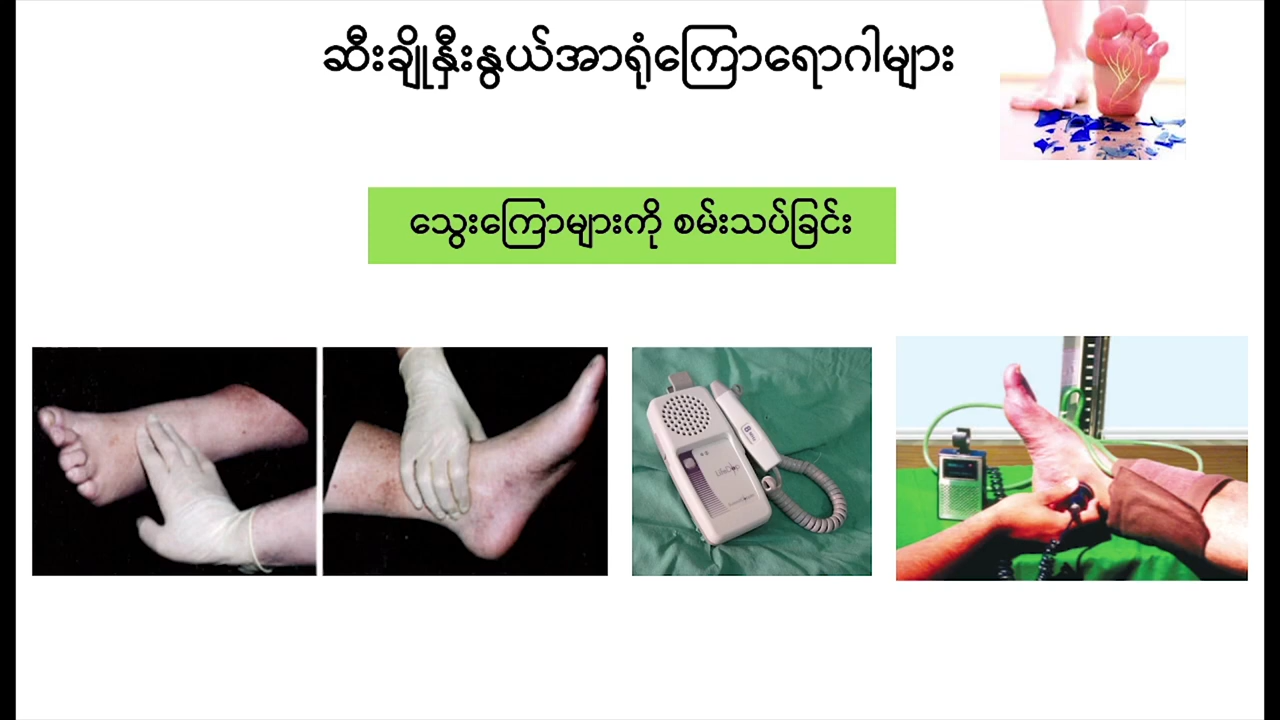 ဆီးချိုနှီးနွယ်အာရုံကြောရောဂါများ
သွေးကြောများကို စမ်းသပ်ခြင်း